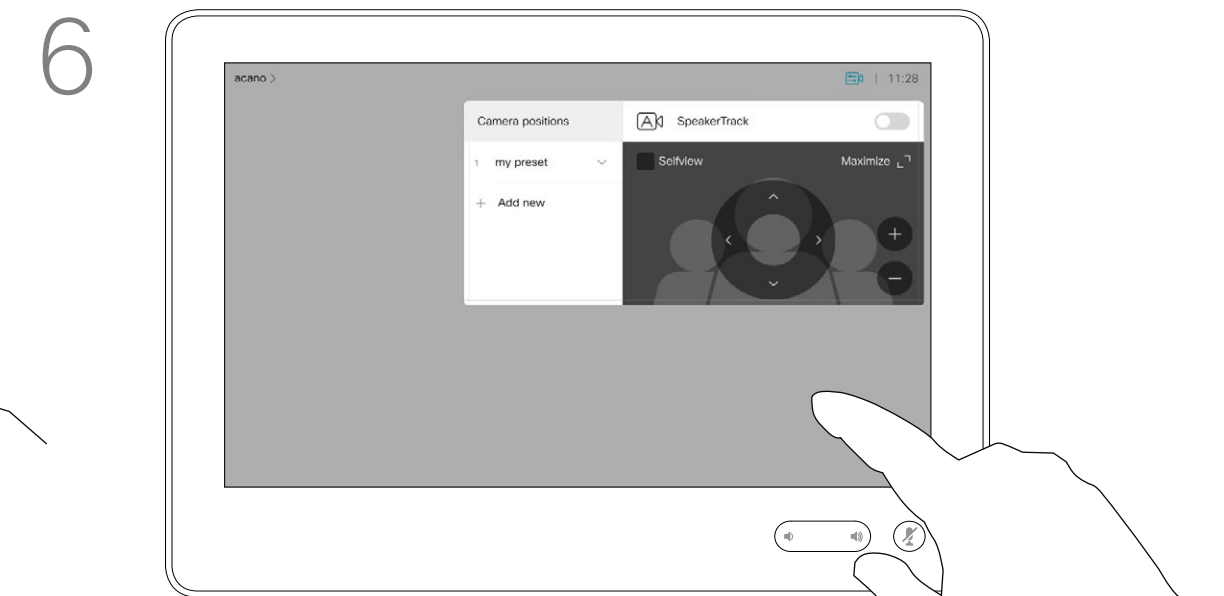 6
acano >
11:28
Camera positions
SpeakerTrack
1 my preset
Selfview
Maximize
+ Add new